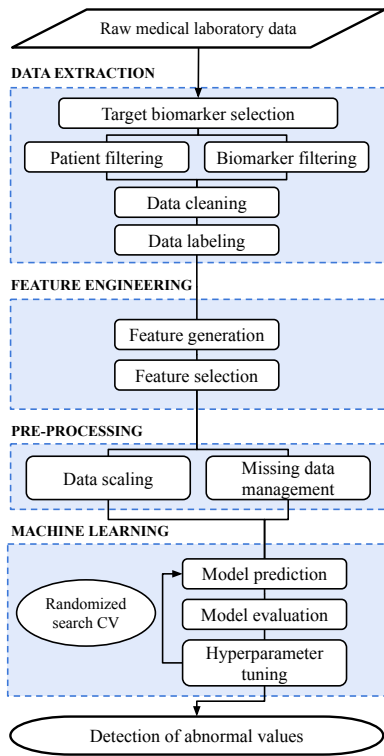 Raw medical laboratory data
DATA EXTRACTION
Target biomarker selection
Patient filtering
Biomarker filtering
Data cleaning
Data labeling
FEATURE ENGINEERING
Feature generation
Feature selection
PRE-PROCESSING
Data scaling
Missing data
management
MACHINE LEARNING
Model prediction
Randomized
search CV
Model evaluation
Hyperparameter
tuning
Detection of abnormal values